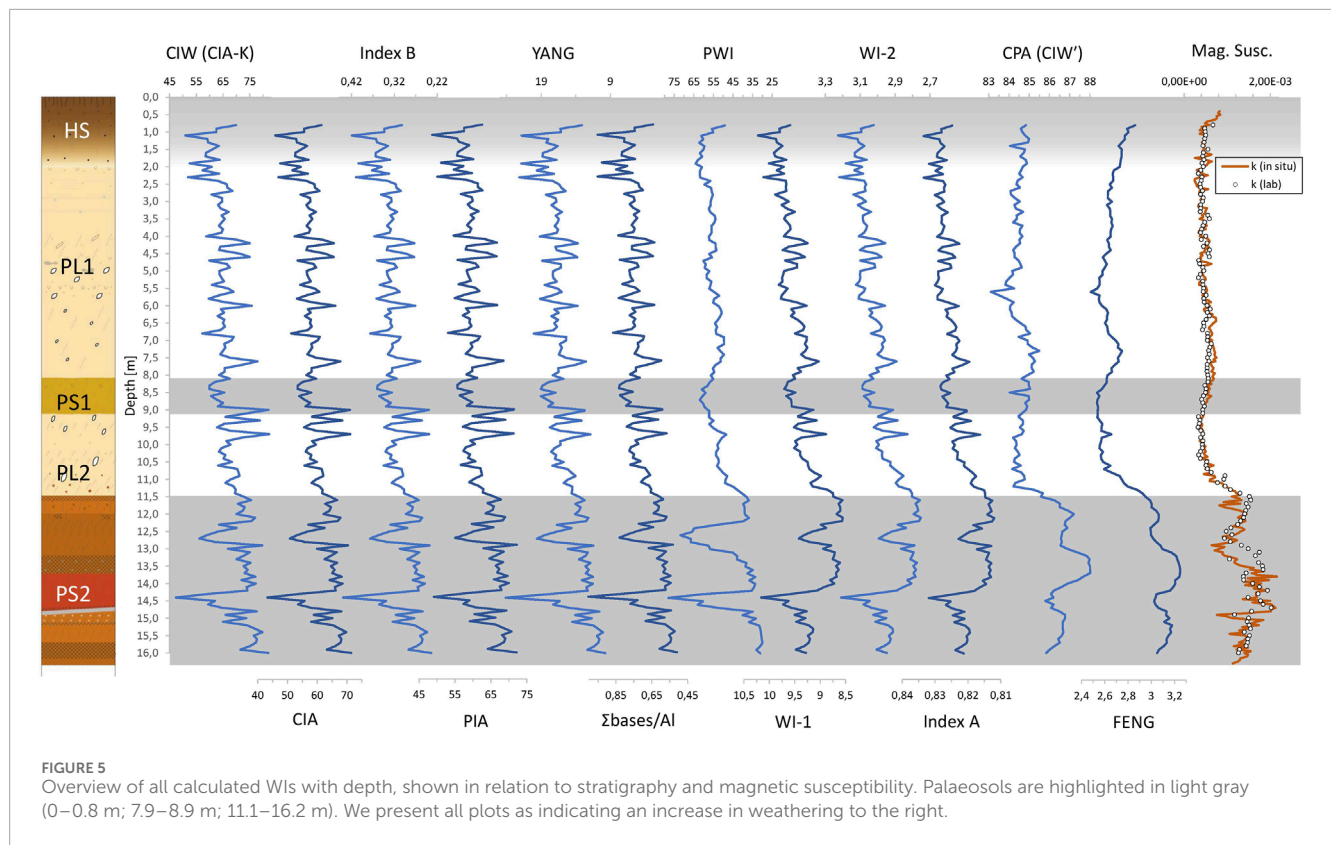 CIW (CIA-K) Index B YANG PWI WI-2 CPA (CIW') Mag. Susc.
45 55 65 75 0,42 0,32 0,22 19 9 75 65 55 45 35 25 3,3 3,1 2,9 2,7 83 84 85 86 87 88 0,00E+00 2,00E-03
Depth [m]
0,0
0,5
1,0
1,5
2,0
2,5
3,0
3,5
4,0
4,5
5,0
5,5
6,0
6,5
7,0
7,5
8,0
8,5
9,0
9,5
10,0
10,5
11,0
11,5
12,0
12,5
13,0
13,5
14,0
14,5
15,0
15,5
16,0
HS
PL1
PS1
PL2
PS2
k (in situ)
k (lab)
40 50 60 70 45 55 65 75 0,85 0,65 0,45 10,5 10 9,5 9 8,5 0,84 0,83 0,82 0,81 2,4 2,6 2,8 3 3,2
CIA PIA Σbases/Al WI-1 Index A FENG
FIGURE 5
Overview of all calculated WIs with depth, shown in relation to stratigraphy and magnetic susceptibility. Palaeosols are highlighted in light gray
(0–0.8 m; 7.9–8.9 m; 11.1–16.2 m). We present all plots as indicating an increase in weathering to the right.